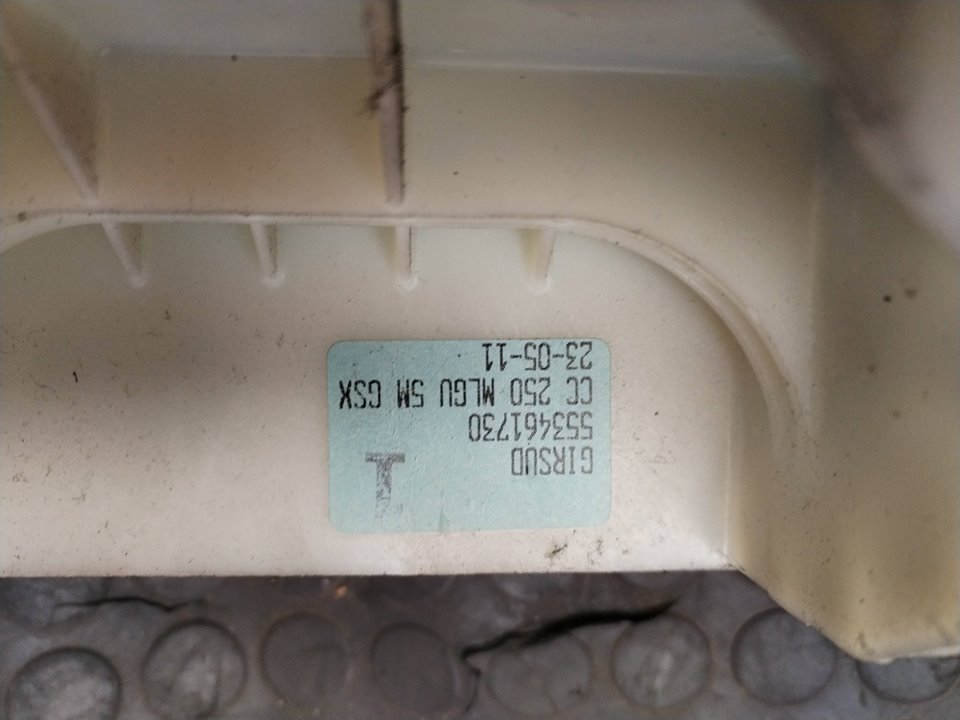 GIRSUD
553461730
CC 250 MLGU 5M GSX
23-05-11
T